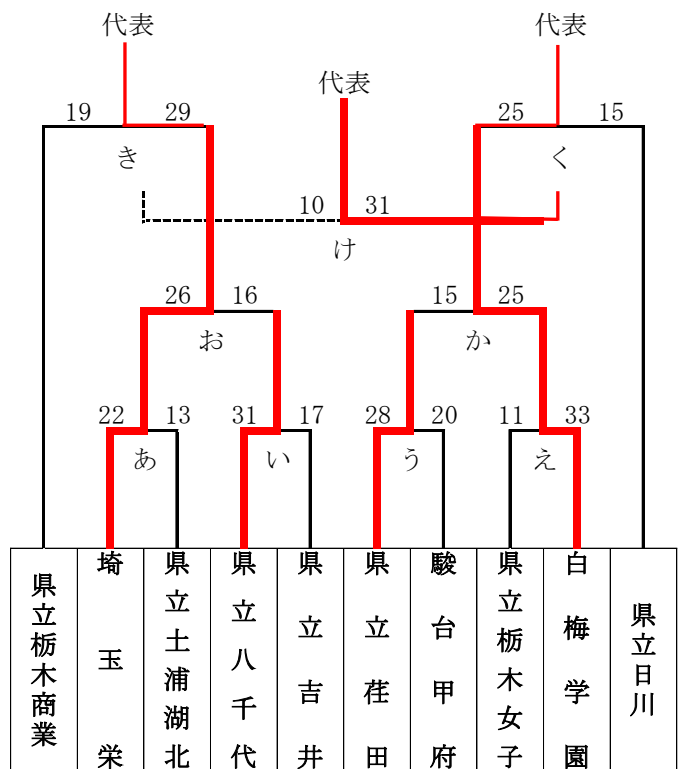 代表
代表
代表
19
29
25
15
き
く
10
31
け
26
16
15
25
お
か
22
13
31
17
28
20
11
33
あ
い
う
え
県立栃木商業
埼玉栄
県立土浦湖北
県立八千代
県立吉井
県立荏田
駿台甲府
県立栃木女子
白梅学園
県立日川